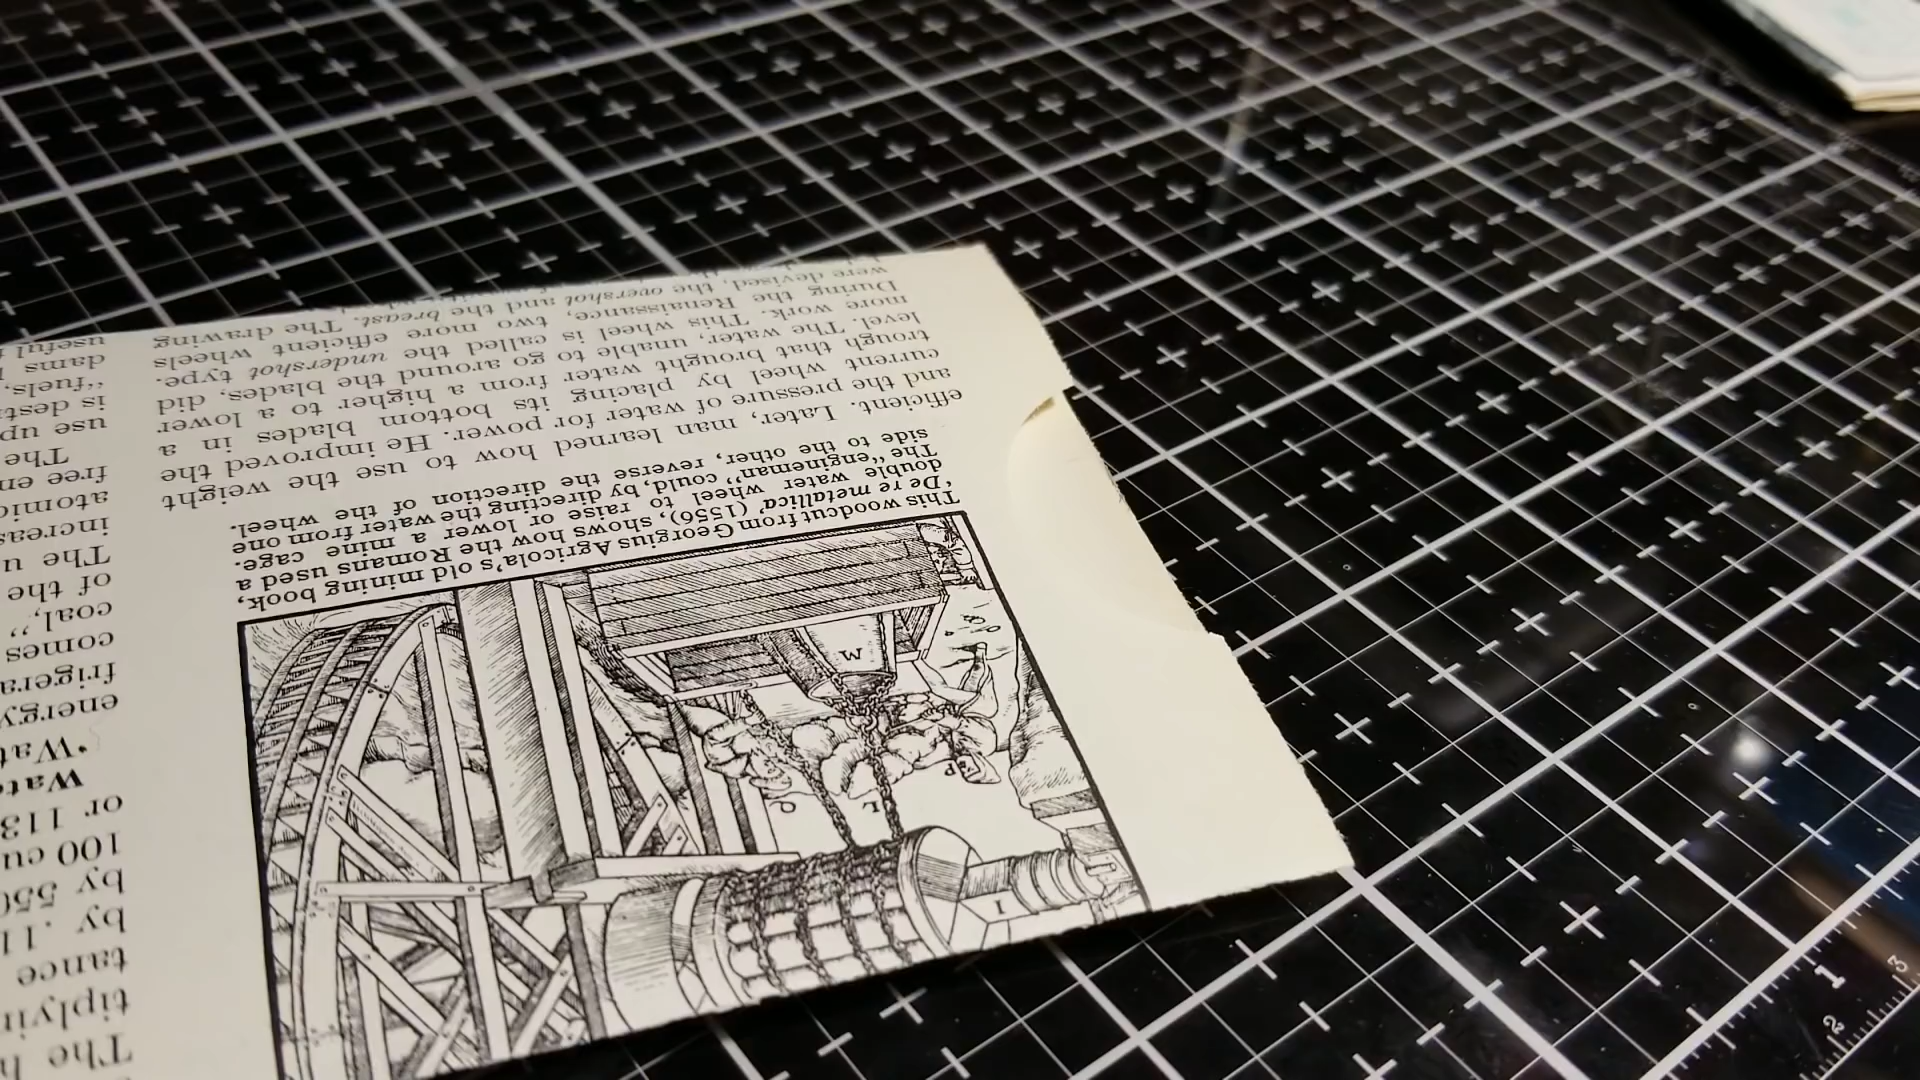 I
L
Q
P
M
This woodcut from Georgius Agricola's old mining book,
'De re metallica (1556), shows how the Romans used a
double water wheel to raise or lower a mine cage.
The “engineman” could, by directing the water from one
side to the other, reverse the direction of the wheel.
efficient. Later, man learned how to use the weight
and the pressure of water for power. He improved the
current wheel by placing its bottom blades in a
trough that brought water from a higher to a lower
level. The water, unable to go around the blades, did
more work. This wheel is called the undershot type.
During the Renaissance, two more efficient wheels
were devised, the overshot and the breast. The drawing
The h
tiplyin
tance
by .11
by 550
100 cu
or 113
Wate
'Wat
energy
frigera
comes
coal,”
of the
The u
increas
atomic
free en
The
use up
is desti
“fuels,
dams
useful
1
2
3